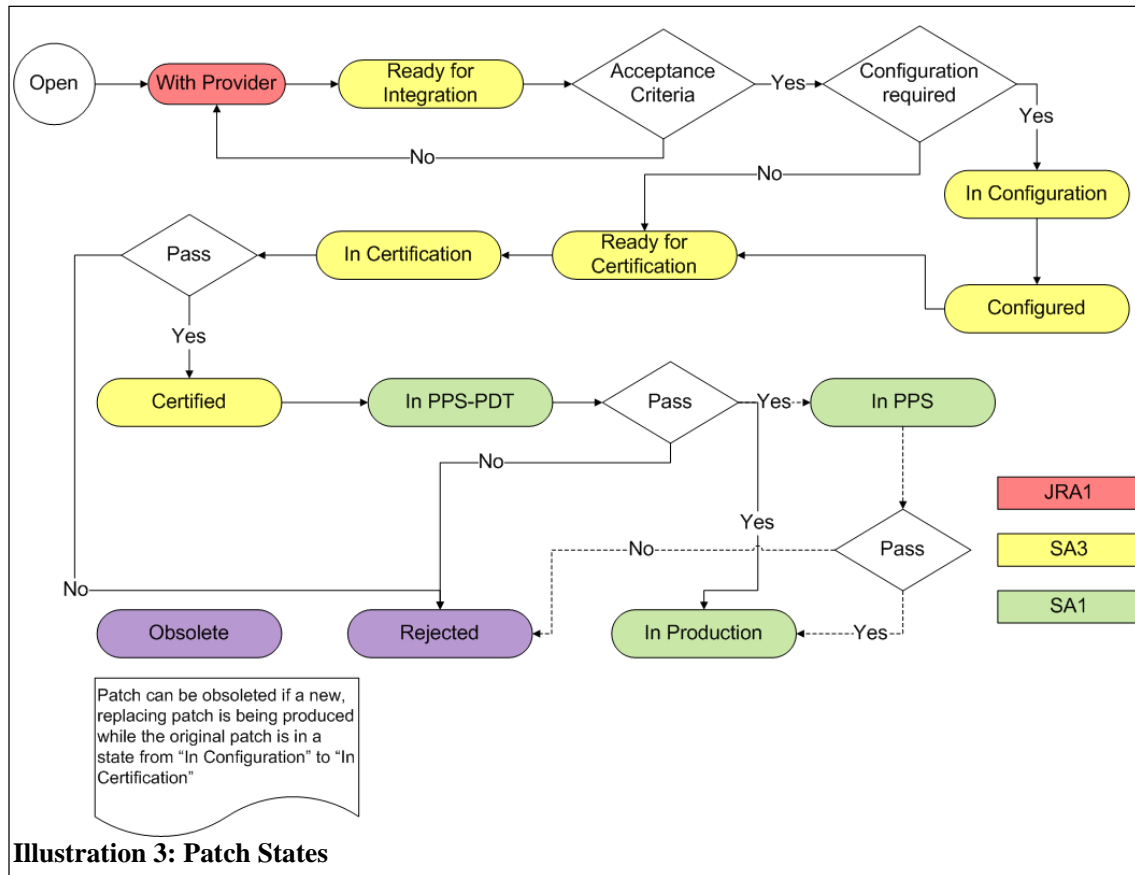 Open
With Provider
Ready for
Integration
Acceptance
Criteria
Yes
Configuration
required
Yes
No
No
In Configuration
Pass
In Certification
Ready for
Certification
Configured
Yes
Certified
In PPS-PDT
Pass
Yes
In PPS
No
Yes
JRA1
No
Pass
SA3
No
Yes
SA1
Obsolete
Rejected
In Production
Patch can be obsoleted if a new,
replacing patch is being produced
while the original patch is in a
state from “In Configuration” to “In
Certification”
Illustration 3: Patch States